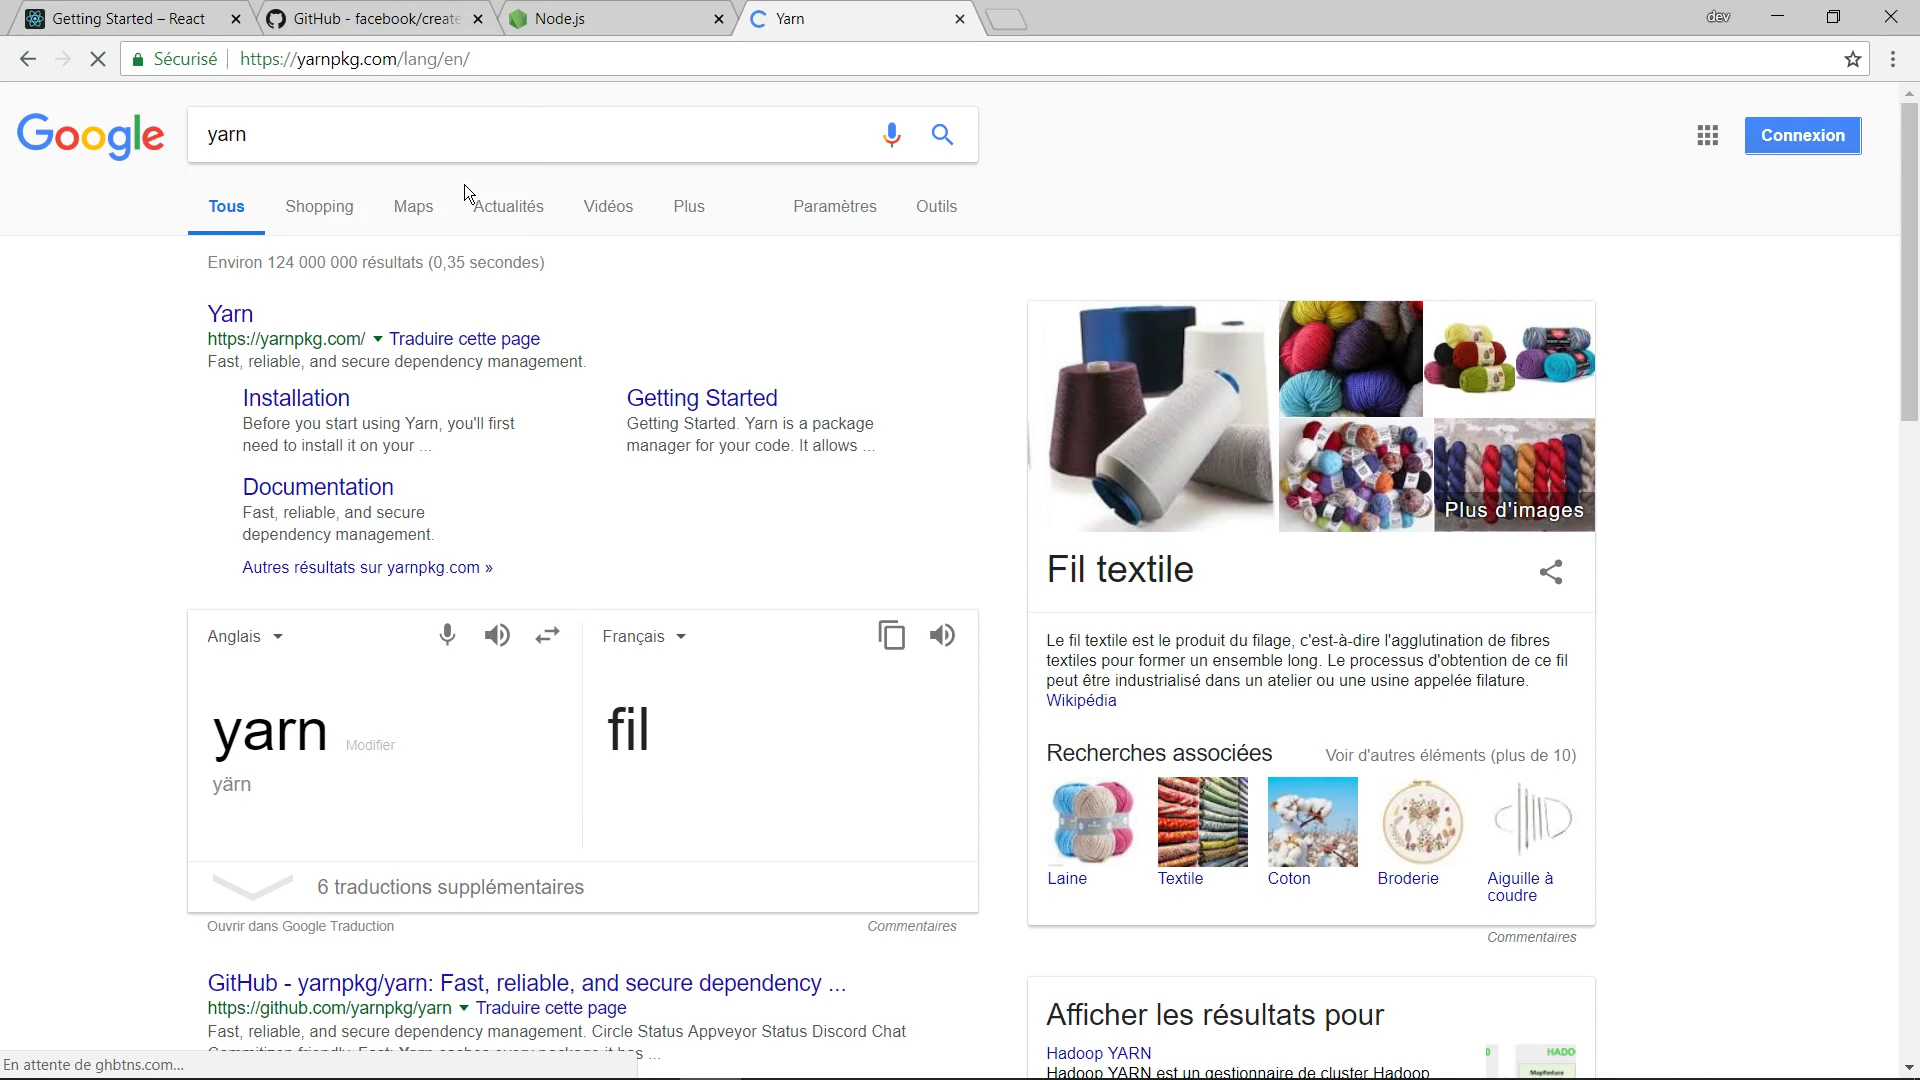 Getting Started – React
GitHub - facebook/create
Node.js
Yarn
dev
Sécurisé
https://yarnpkg.com/lang/en/
Google
yarn
Connexion
Tous
Shopping
Maps
Actualités
Vidéos
Plus
Paramètres
Outils
Environ 124 000 000 résultats (0,35 secondes)
Yarn
https://yarnpkg.com/ Traduire cette page
Fast, reliable, and secure dependency management.
Installation
Before you start using Yarn, you'll first
need to install it on your ...
Getting Started
Getting Started. Yarn is a package
manager for your code. It allows ...
Documentation
Fast, reliable, and secure
dependency management.
Autres résultats sur yarnpkg.com »
Anglais
Français
yarn
Modifier
yärn
fil
6 traductions supplémentaires
Ouvrir dans Google Traduction
Commentaires
GitHub - yarnpkg/yarn: Fast, reliable, and secure dependency ...
https://github.com/yarnpkg/yarn Traduire cette page
Fast, reliable, and secure dependency management. Circle Status Appveyor Status Discord Chat
En attente de ghbtns.com...
Plus d'images
Fil textile
Le fil textile est le produit du filage, c'est-à-dire l'agglutination de fibres
textiles pour former un ensemble long. Le processus d'obtention de ce fil
peut être industrialisé dans un atelier ou une usine appelée filature.
Wikipédia
Recherches associées
Voir d'autres éléments (plus de 10)
Laine
Textile
Coton
Broderie
Aiguille à
coudre
Commentaires
Afficher les résultats pour
Hadoop YARN
Hadoop YARN est un gestionnaire de cluster Hadoop
HADO
MapReduce